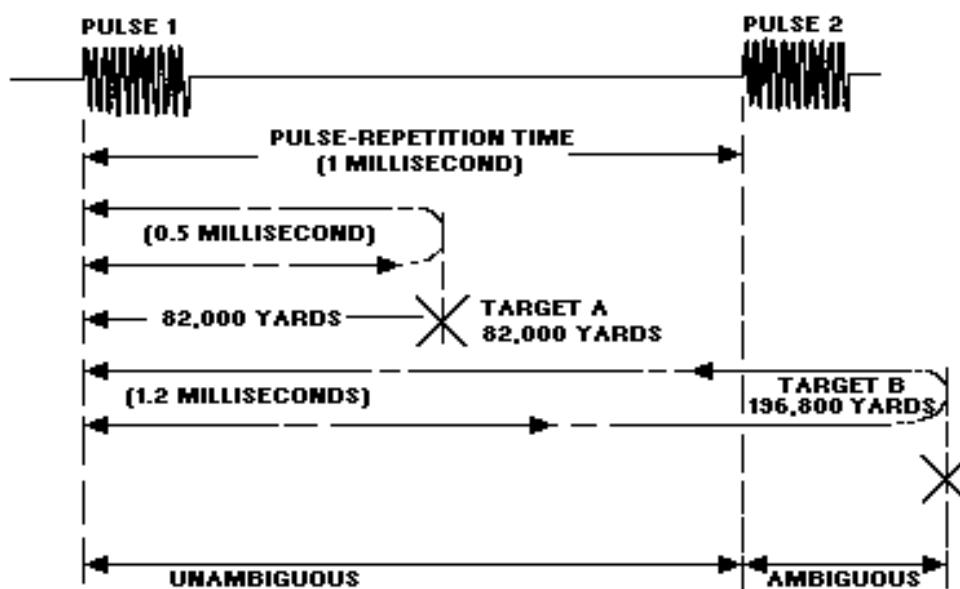 PULSE 1
PULSE 2
PULSE-REPETITION TIME
(1 MILLISECOND)
(0.5 MILLISECOND)
82,000 YARDS
TARGET A
82,000 YARDS
(1.2 MILLISECONDS)
TARGET B
196,800 YARDS
UNAMBIGUOUS
AMBIGUOUS